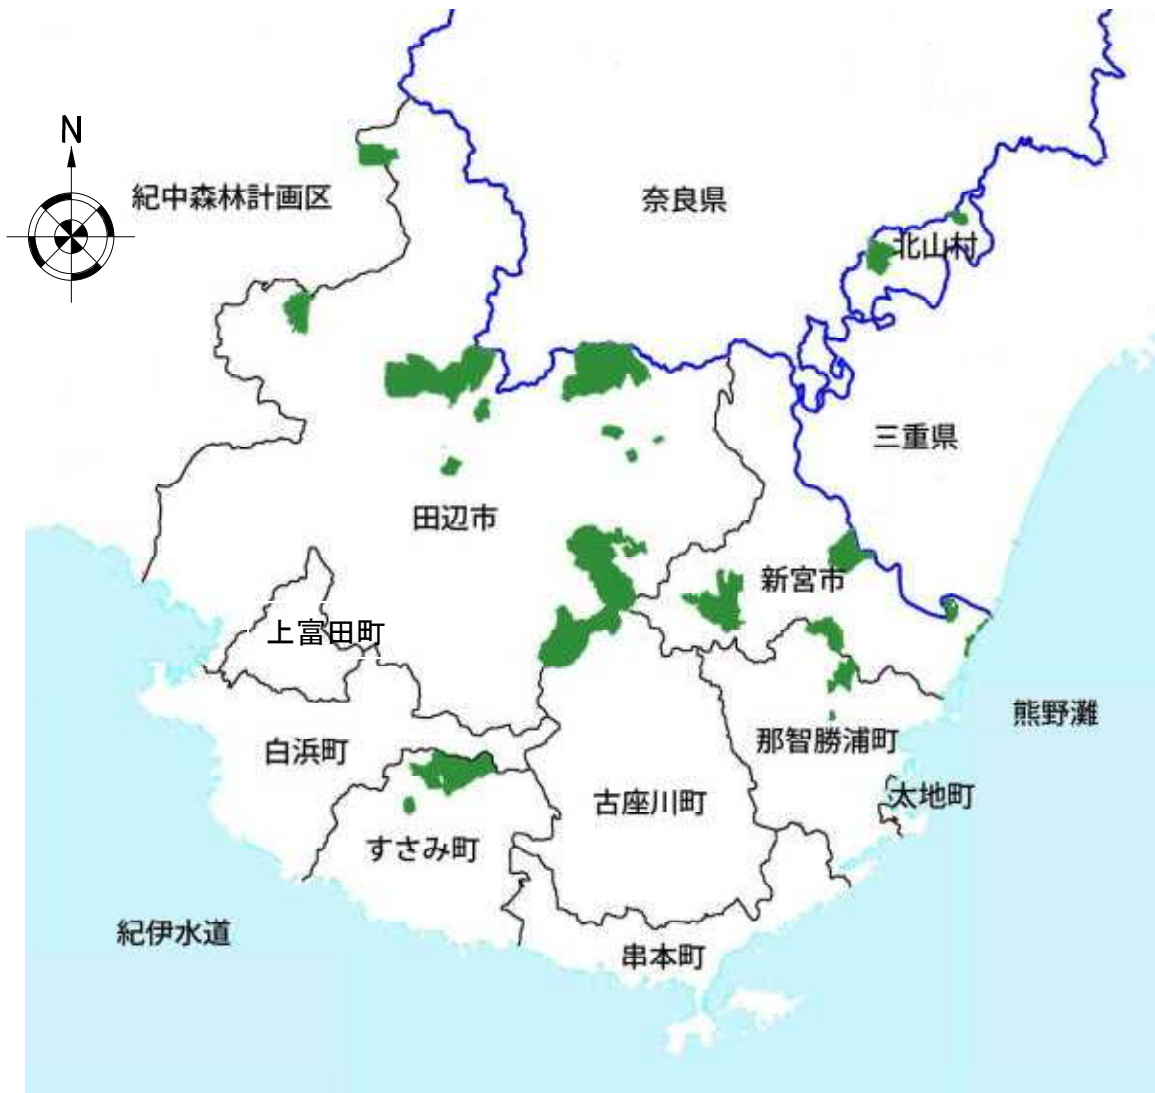 N
紀中森林計画区
奈良県
北山村
三重県
田辺市
新宮市
上富田町
熊野灘
白浜町
那智勝浦町
太地町
古座川町
すさみ町
紀伊水道
串本町